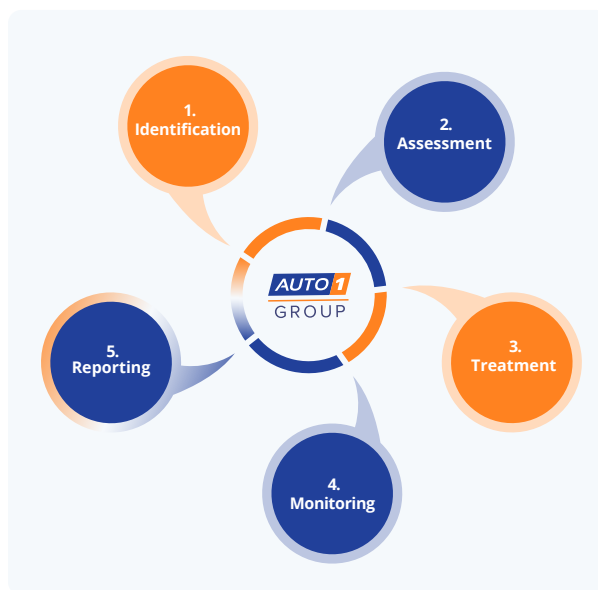 1.
Identification
2.
Assessment
AUTO1
GROUP
3.
Treatment
5.
Reporting
4.
Monitoring